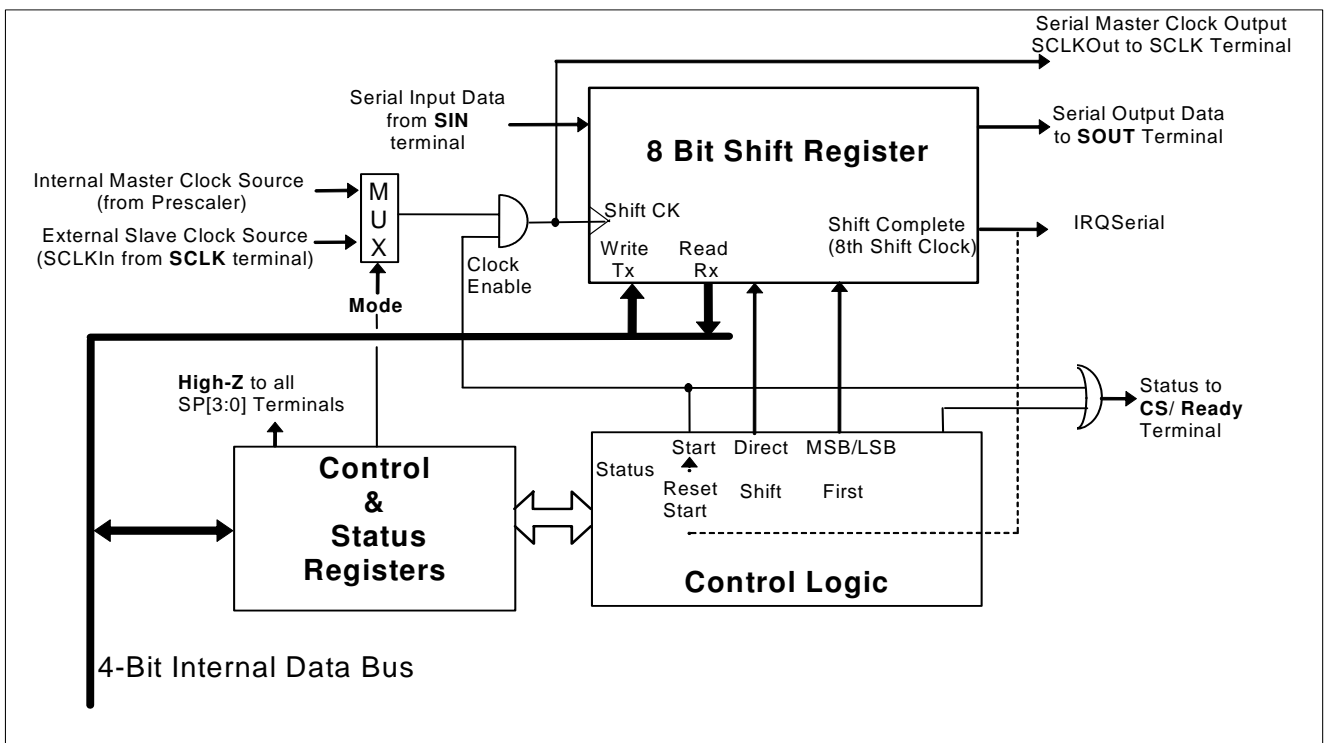 Serial Master Clock Output
SCLKOut to SCLK Terminal
Serial Input Data
from SIN
terminal
Serial Output Data
to SOUT Terminal
8 Bit Shift Register
Internal Master Clock Source
(from Prescaler)
M
U
X
External Slave Clock Source
(SCLKIn from SCLK terminal)
Shift CK
Shift Complete
(8th Shift Clock)
IRQSerial
Write
Tx
Read
Rx
Clock
Enable
Mode
High-Z to all
SP[3:0] Terminals
Status to
CS/ Ready
Terminal
Control
&
Status
Registers
Status
Start
Reset
Start
Direct
Shift
MSB/LSB
First
Control Logic
4-Bit Internal Data Bus